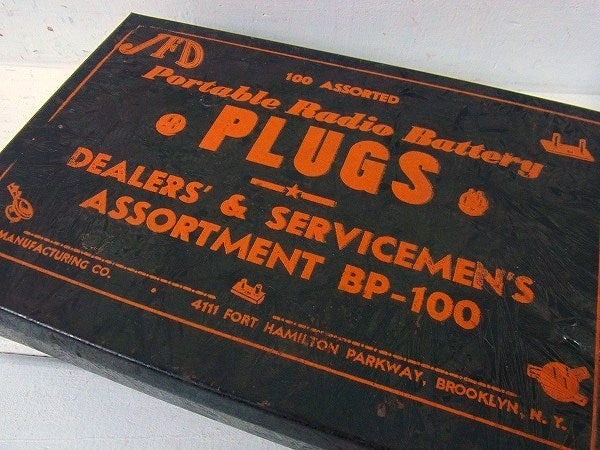 JFD
100 ASSORTED
Portable Radio Battery
PLUGS
DEALERS' & SERVICEMEN'S
ASSORTMENT BP-100
MANUFACTURING CO.
4111 FORT HAMILTON PARKWAY, BROOKLYN, N. Y.